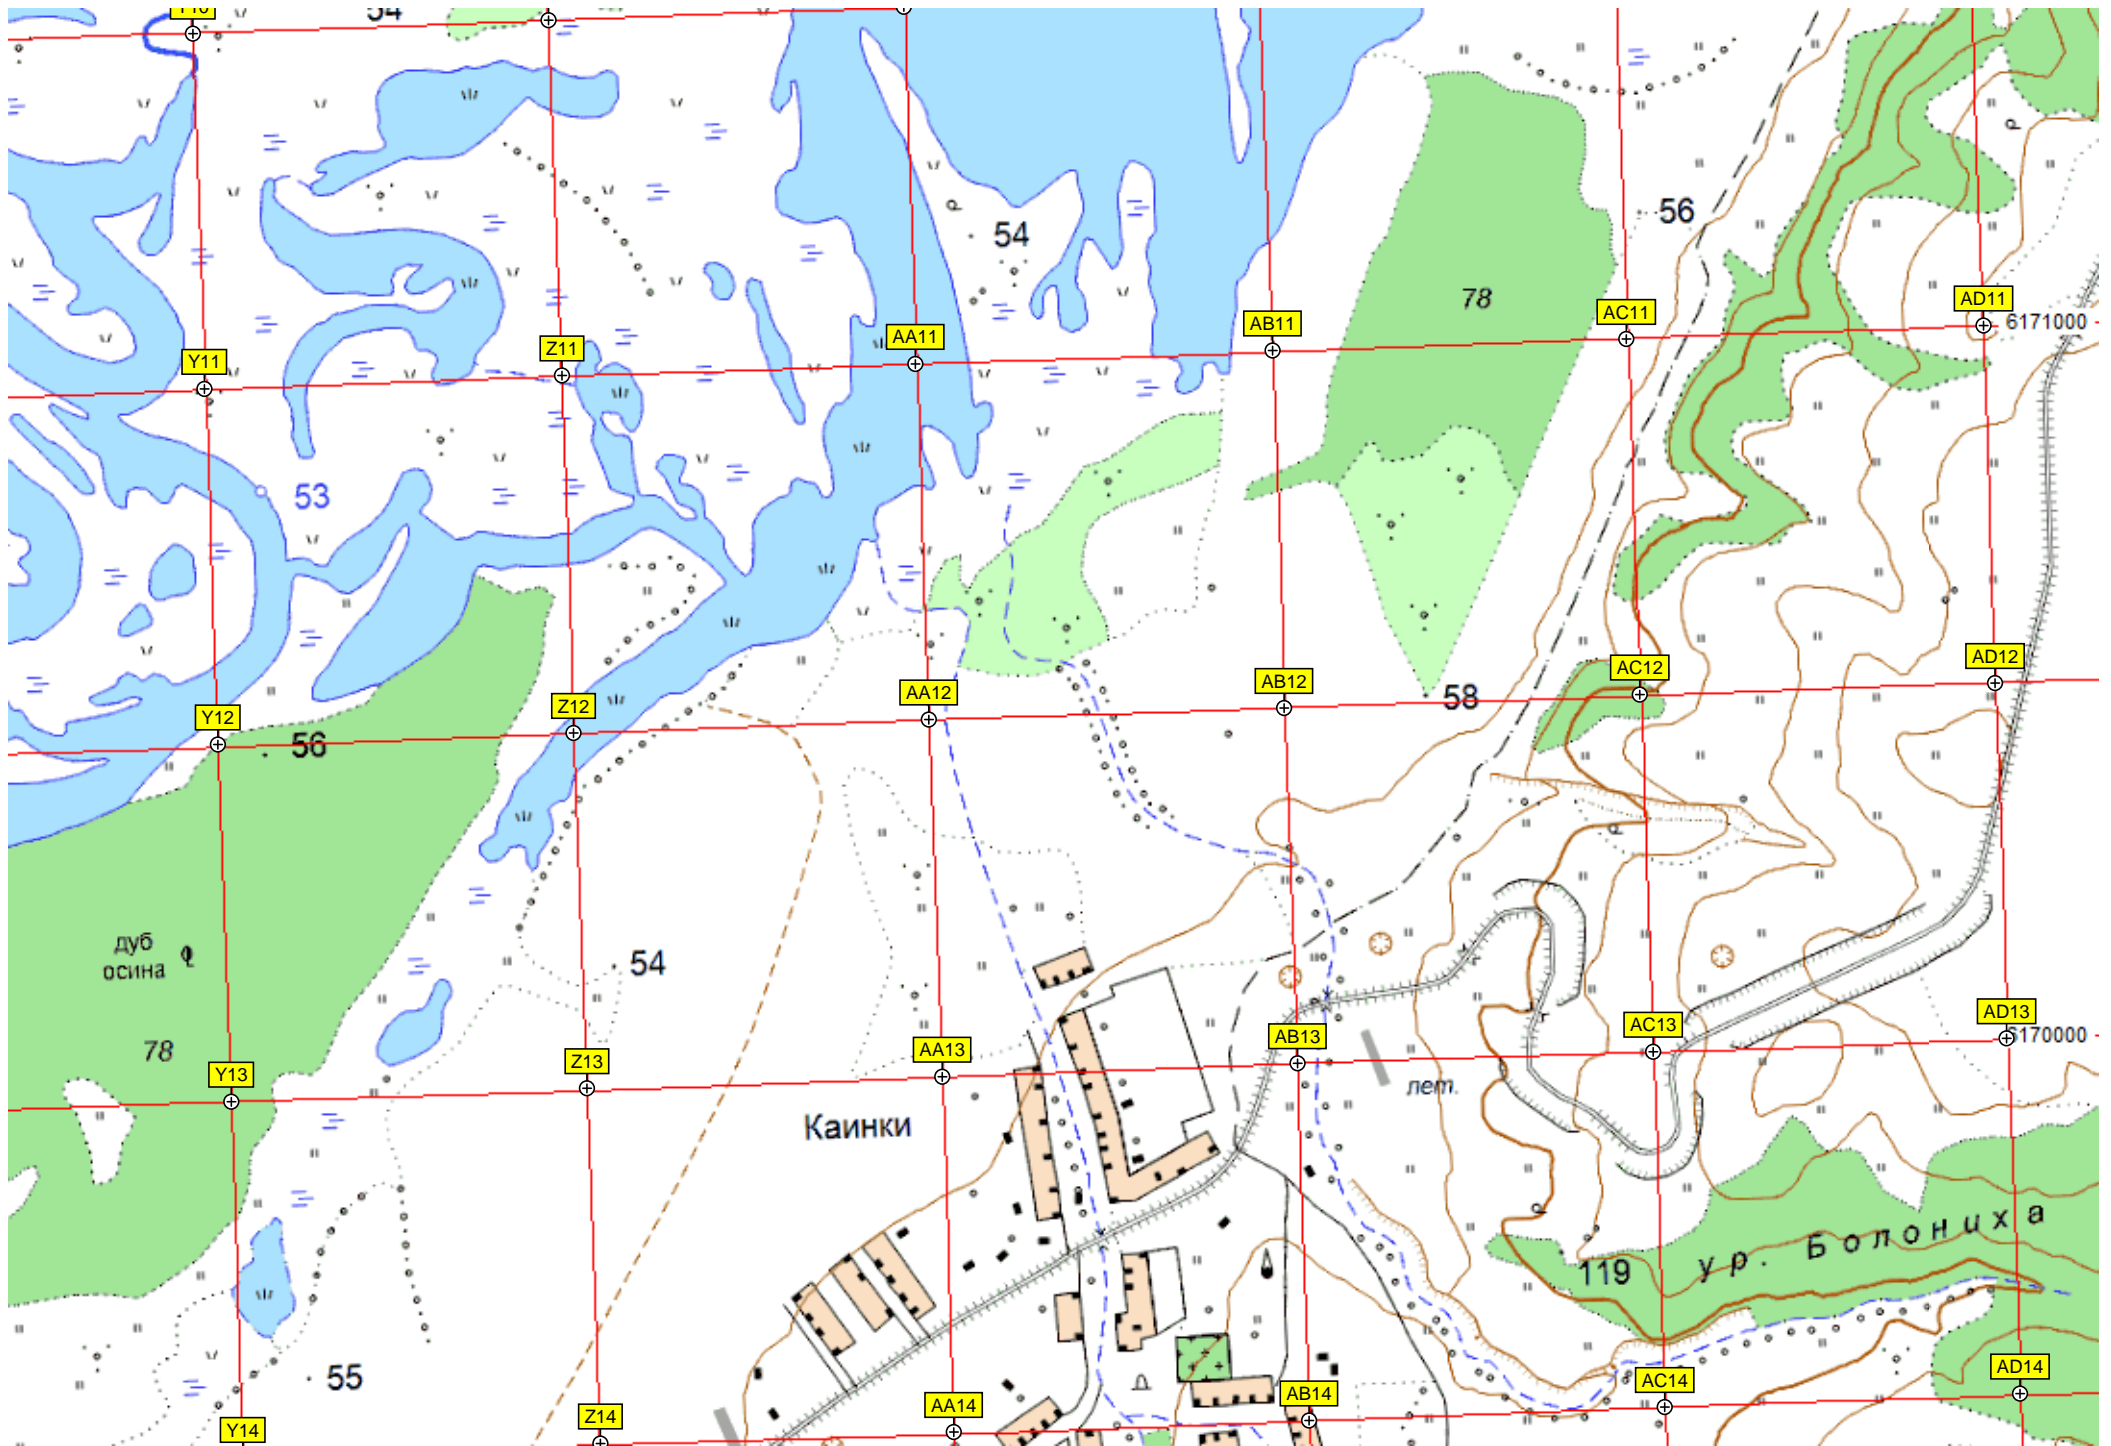 54
54
56
78
AD11
6171000
AC11
AB11
AA11
Z11
Y11
53
AD12
AC12
AB12
58
AA12
Z12
Y12
56
дуб
осина
54
78
AD13
6170000
AC13
AB13
AA13
Z13
Y13
лет.
Каинки
ур. Болониха
119
55
AD14
AC14
AB14
AA14
Z14
Y14